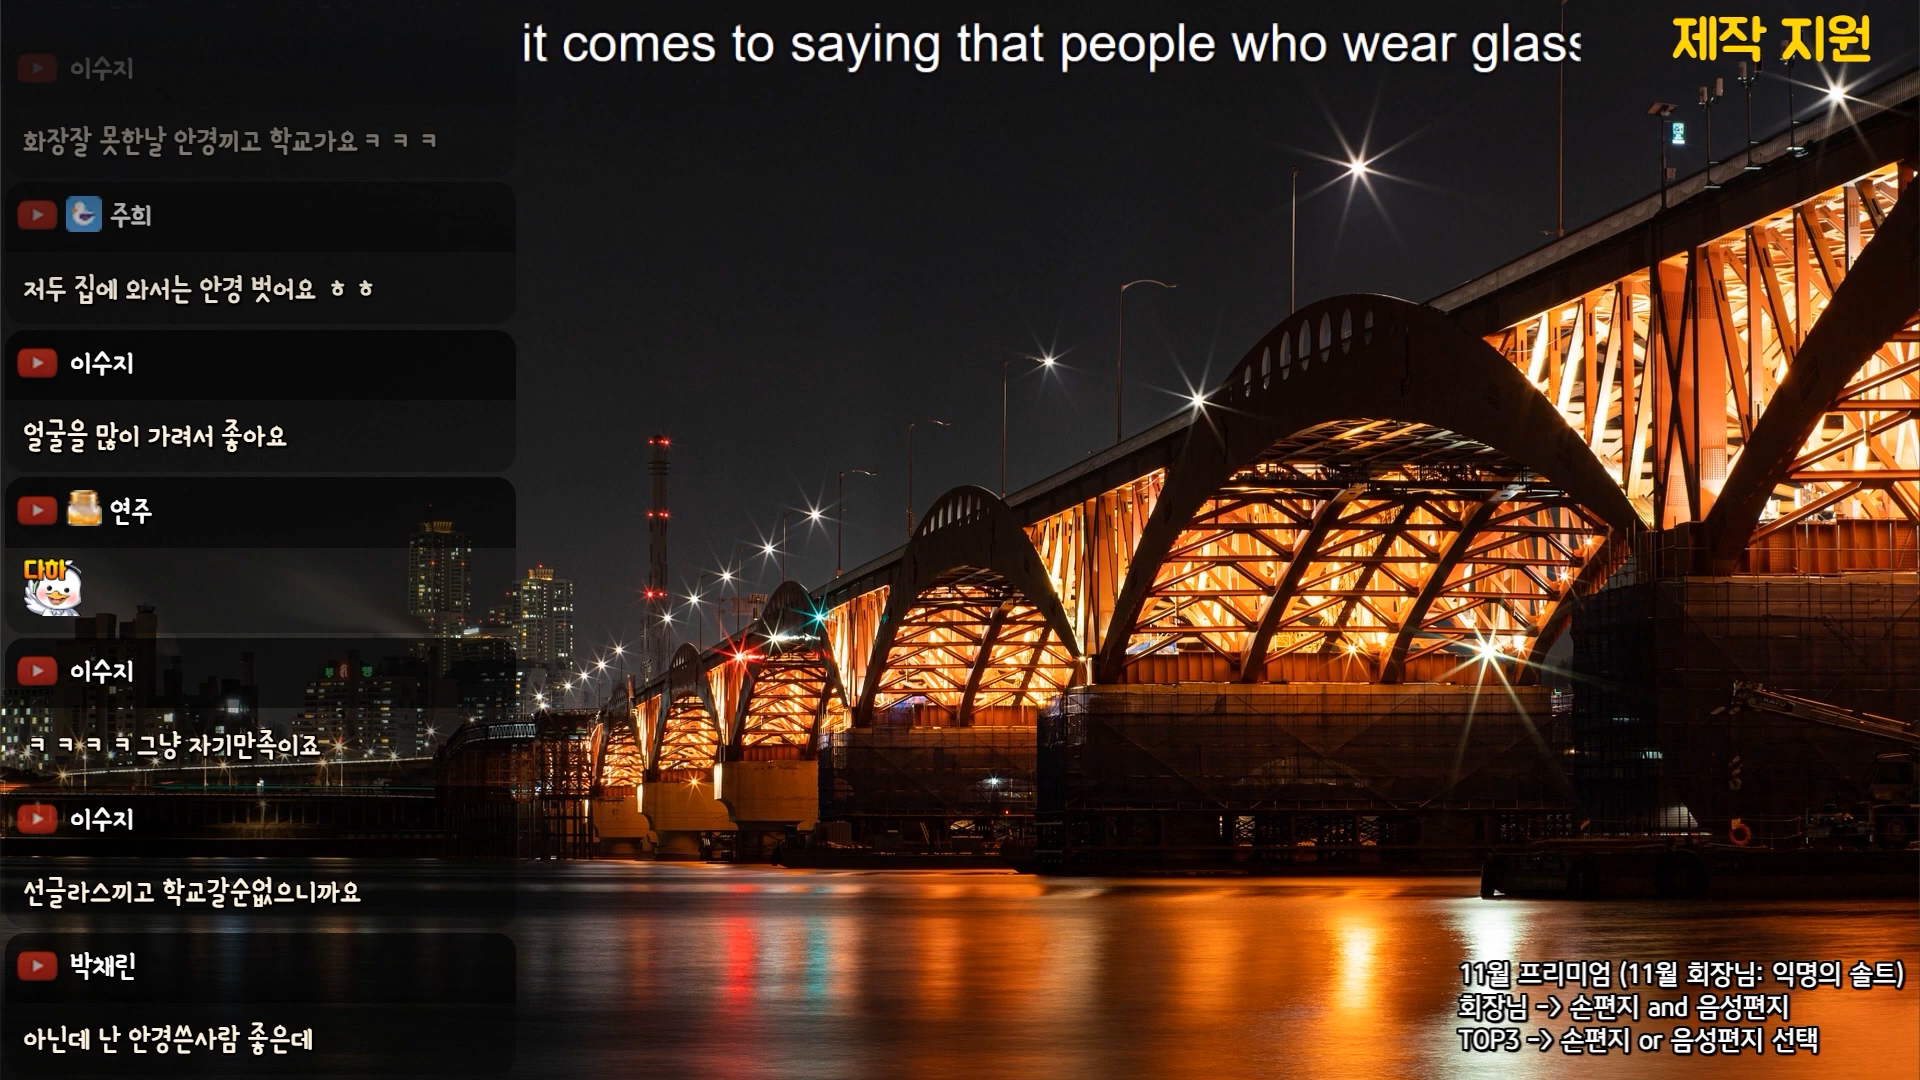 it comes to saying that people who wear glass
제작 지원
이수지
화장잘 못한날 안경끼고 학교가요ㅋ ㅋ ㅋ
주희
저두 집에 와서는 안경 벗어요 ㅎ ㅎ
이수지
얼굴을 많이 가려서 좋아요
연주
다하
이수지
ㅋ ㅋ ㅋ ㅋ 그냥 자기만족이죠
이수지
선글라스끼고 학교갈순없으니까요
박채린
아닌데 난 안경쓴사람 좋은데
11월 프리미엄 (11월 회장님: 익명의 솔트)
회장님 -> 손편지 and 음성편지
TOP3 -> 손편지 or 음성편지 선택